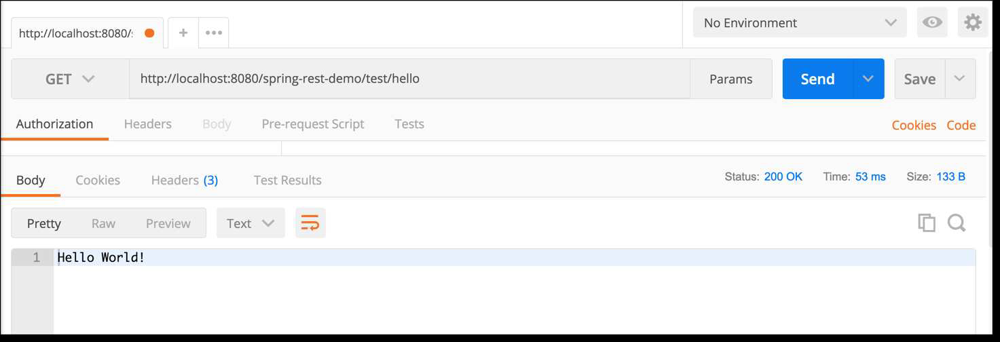 http://localhost:8080/s + •••
No Environment
GET http://localhost:8080/spring-rest-demo/test/hello Params Send Save
Authorization Headers Body Pre-request Script Tests Cookies Code
Body Cookies Headers (3) Test Results Status: 200 OK Time: 53 ms Size: 133 B
Pretty Raw Preview Text
1 Hello World!